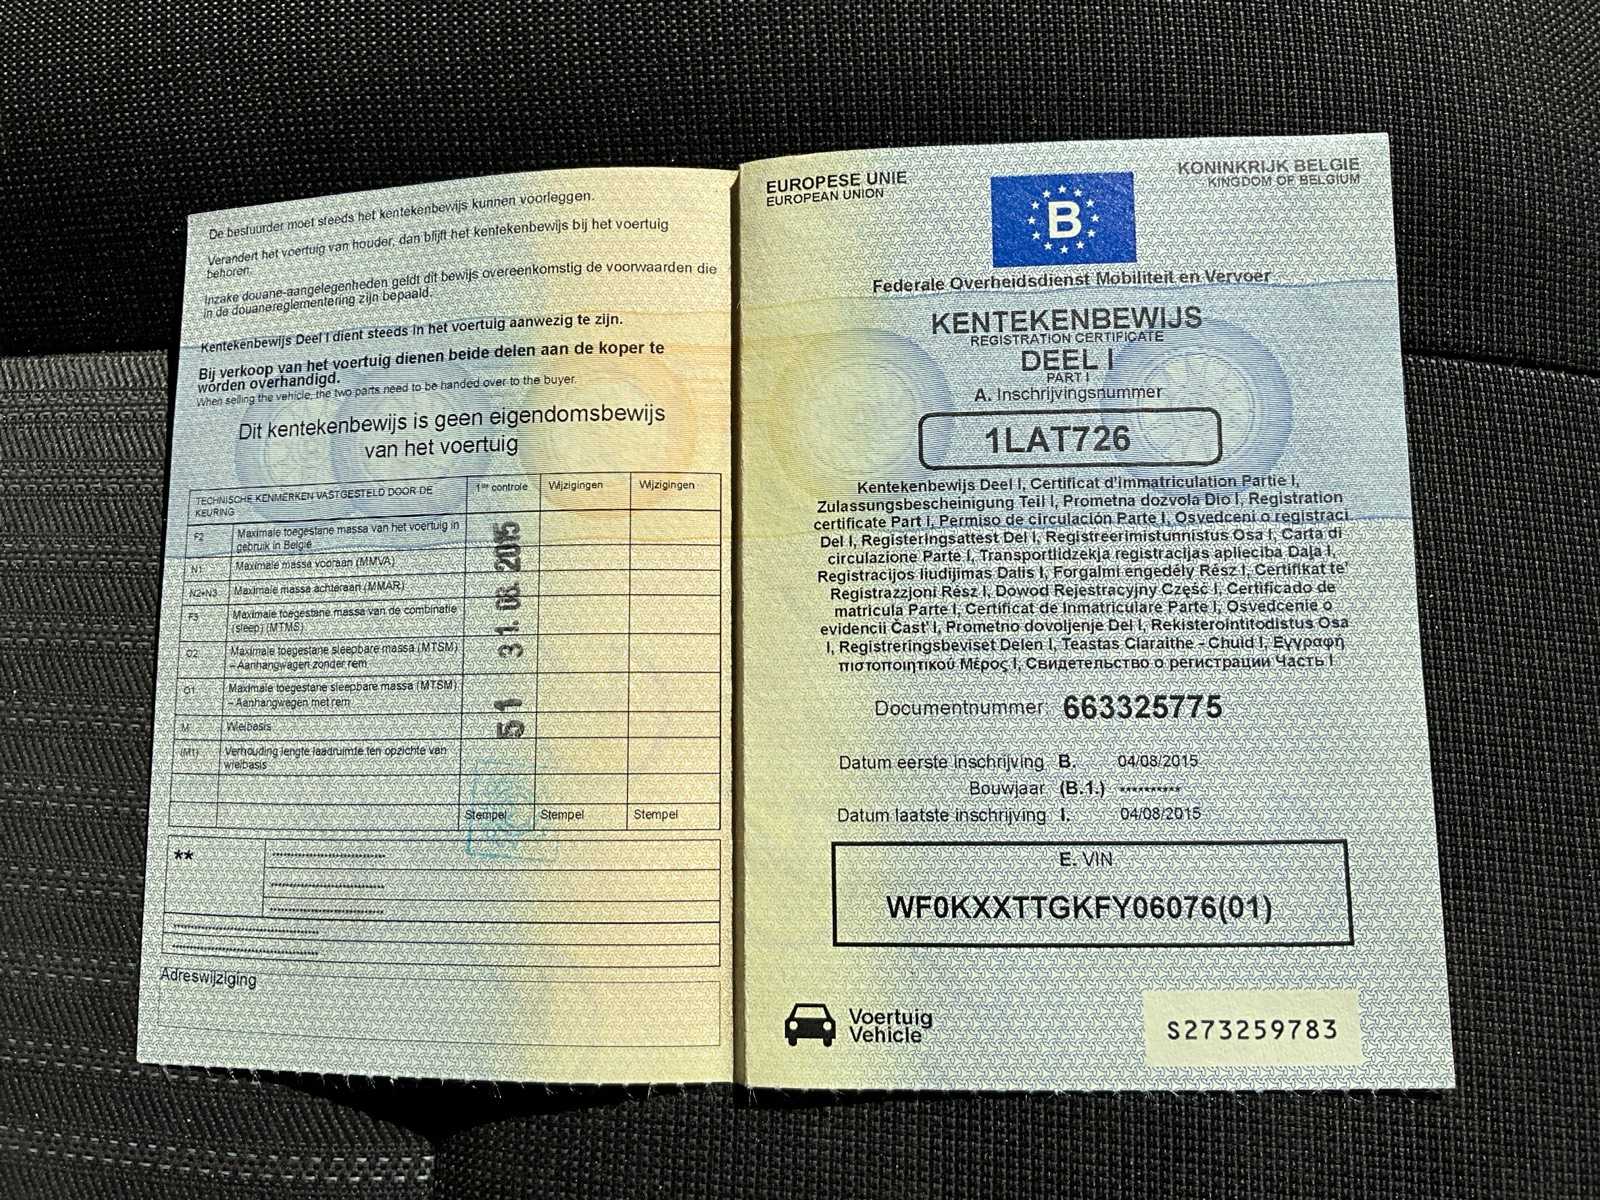 De bestuurder moet steeds het kentekenbewijs kunnen voorleggen.
Verandert het voertuig van houder, dan blijft het kentekenbewijs bij het voertuig
behoren.
Inzake douane-aangelegenheden geldt dit bewijs overeenkomstig de voorwaarden die
in de douanereglementering zijn bepaald.
Kentekenbewijs Deel I dient steeds in het voertuig aanwezig te zijn.
Bij verkoop van het voertuig dienen beide delen aan de koper te
worden overhandigd.
When selling the vehicle, the two parts need to be handed over to the buyer.
Dit kentekenbewijs is geen eigendomsbewijs
van het voertuig
TECHNISCHE KENMERKEN VASTGESTELD DOOR DE
KEURING
1ste controle
Wijzigingen
Wijzigingen
F2 Maximale toegestane massa van het voertuig in
gebruik in België
N1 Maximale massa vooraan (MMVA)
N2+N3 Maximale massa achteraan (MMAR)
F3 Maximale toegestane massa van de combinatie
(sleep) (MTMS)
O2 Maximale toegestane sleepbare massa (MTSM)
– Aanhangwagen zonder rem
O1 Maximale toegestane sleepbare massa (MTSM)
– Aanhangwagen met rem
M Wielbasis
(M1) Verhouding lengte laadruimte ten opzichte van
wielbasis
51 31. 08. 2015
Stempel Stempel Stempel
**
Adreswijziging
EUROPESE UNIE
EUROPEAN UNION
B
KONINKRIJK BELGIE
KINGDOM OF BELGIUM
Federale Overheidsdienst Mobiliteit en Vervoer
KENTEKENBEWIJS
REGISTRATION CERTIFICATE
DEEL I
PART I
A. Inschrijvingsnummer
1LAT726
Kentekenbewijs Deel I, Certificat d'immatriculation Partie I,
Zulassungsbescheinigung Teil I, Prometna dozvola Dio I, Registration
certificate Part I, Permiso de circulación Parte I, Osvedceni o registraci
Del I, Registeringsattest Del I, Registreerimistunnistus Osa I, Carta di
circolazione Parte I, Transportlidzekja registracijas aplieciba Daja I,
Registracijos liudijimas Dalis I, Forgalmi engedély Rész I, Certifikat te'
Registrazzjoni Rész I, Dowod Rejestracyjny Część I, Certificado de
matricula Parte I, Certificat de Inmatriculare Parte I, Osvedcenie o
evidencii Cast' I, Prometno dovoljenje Del I, Rekisterointitodistus Osa
I, Registreringsbeviset Delen I, Teastas Claraithe - Chuid I, Εγγραφή
πιστοποιητικού Μέρος I, Свидетельство о регистрации Часть I
Documentnummer: 663325775
Datum eerste inschrijving B. 04/08/2015
Bouwjaar (B.1.) **********
Datum laatste inschrijving I. 04/08/2015
E. VIN
WF0KXXTTGKFY06076(01)
Voertuig
Vehicle
S273259783